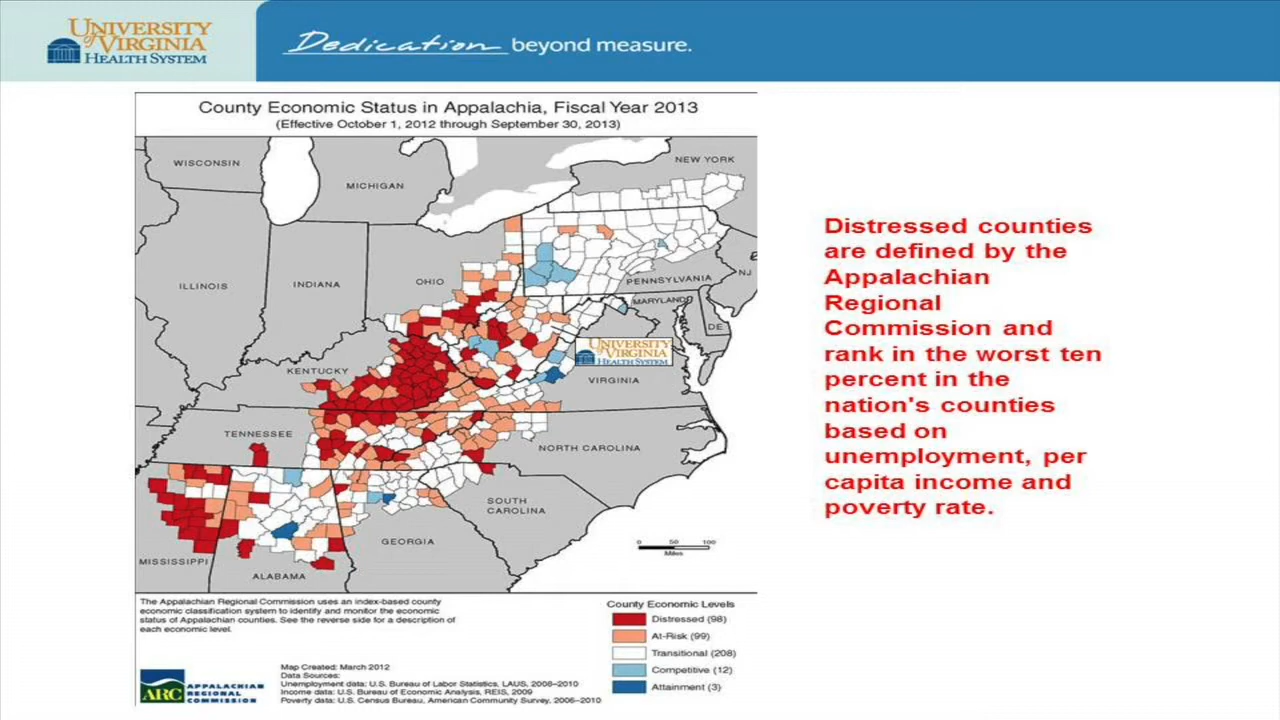 UNIVERSITY
of VIRGINIA
HEALTH SYSTEM
Dedication beyond measure.
County Economic Status in Appalachia, Fiscal Year 2013
(Effective October 1, 2012 through September 30, 2013)
WISCONSIN
NEW YORK
MICHIGAN
ILLINOIS
INDIANA
OHIO
PENNSYLVANIA
NJ
MARYLAND
DE
UNIVERSITY
of VIRGINIA
HEALTH SYSTEM
KENTUCKY
VIRGINIA
TENNESSEE
NORTH CAROLINA
SOUTH
CAROLINA
GEORGIA
MISSISSIPPI
ALABAMA
0 50 100
Miles
Distressed counties
are defined by the
Appalachian
Regional
Commission and
rank in the worst ten
percent in the
nation's counties
based on
unemployment, per
capita income and
poverty rate.
The Appalachian Regional Commission uses an index-based county
economic classification system to identify and monitor the economic
status of Appalachian counties. See the reverse side for a description of
each economic level.
County Economic Levels
Distressed (98)
At-Risk (99)
Transitional (208)
Competitive (12)
Attainment (3)
ARC
APPALACHIAN
REGIONAL
COMMISSION
Map Created: March 2012
Data Sources:
Unemployment data: U.S. Bureau of Labor Statistics, LAUS, 2008–2010
Income data: U.S. Bureau of Economic Analysis, REIS, 2009
Poverty data: U.S. Census Bureau, American Community Survey, 2006–2010